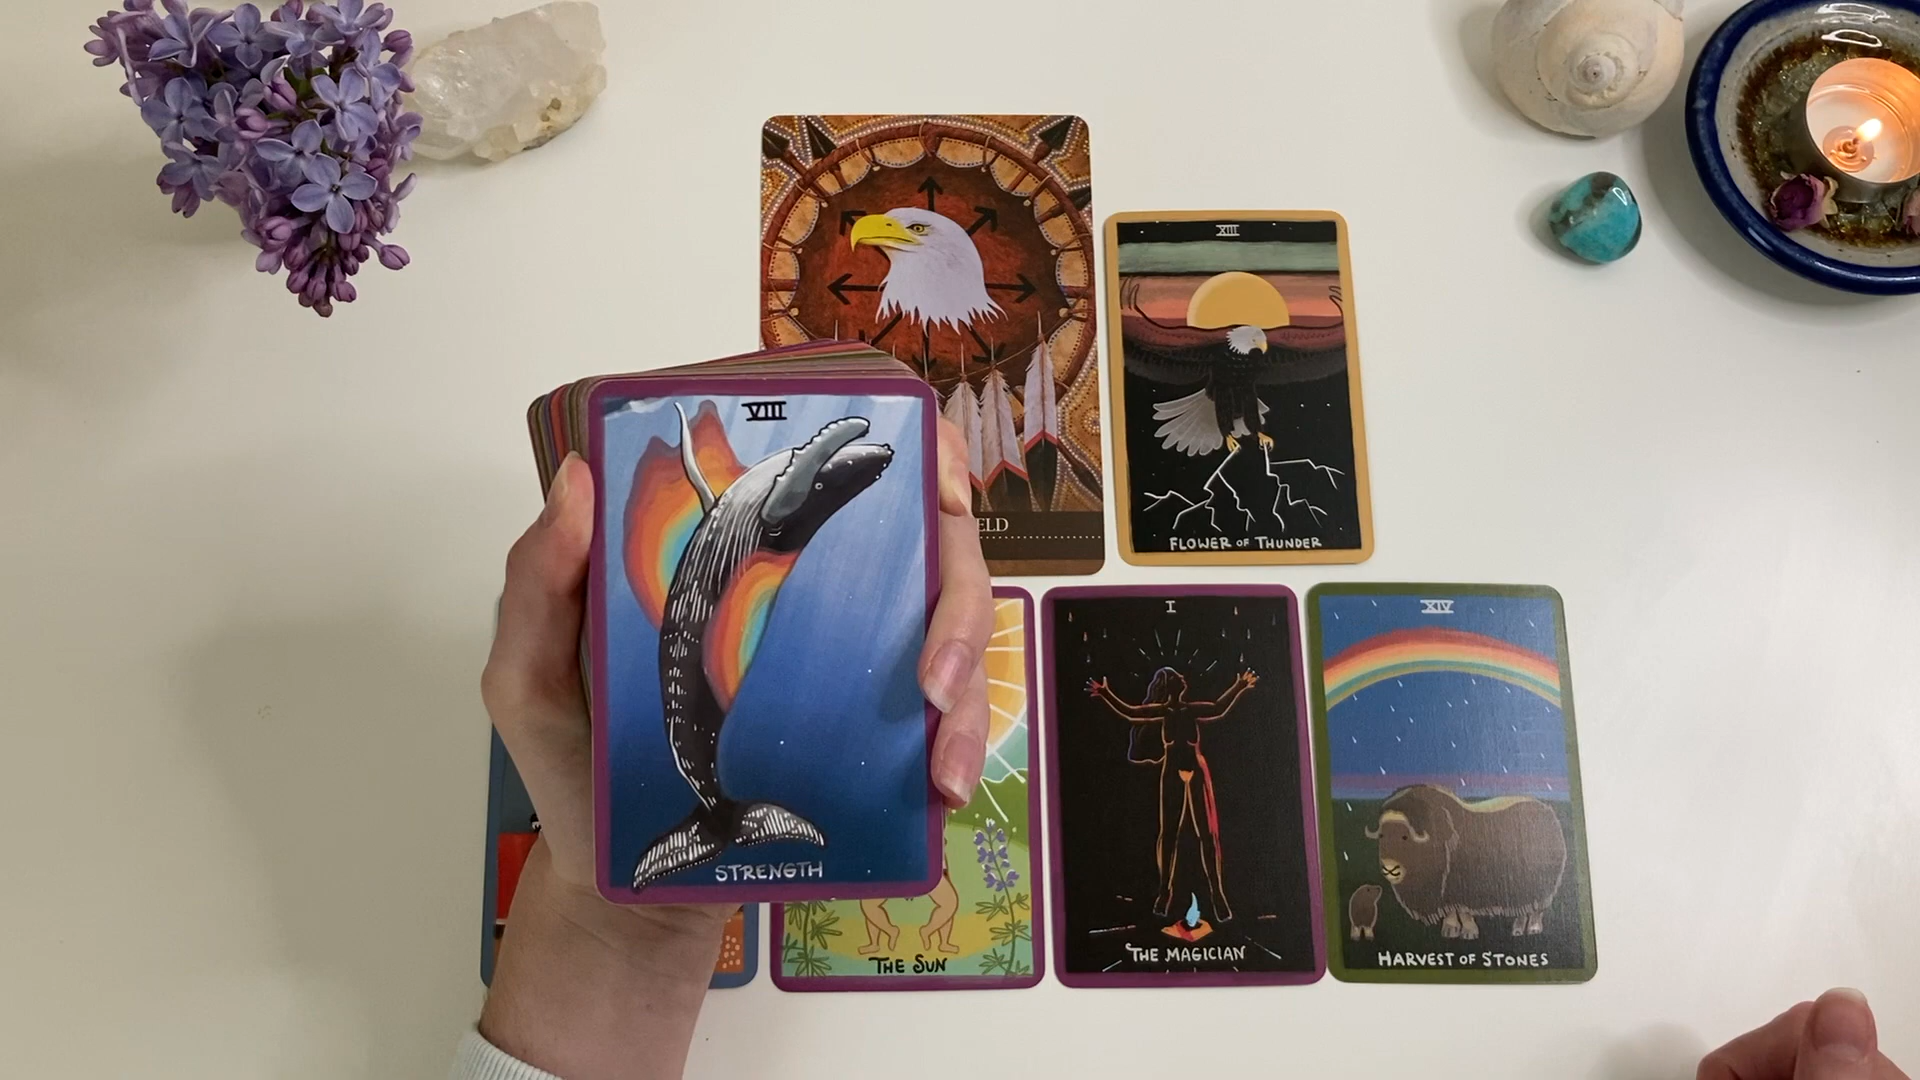 XIII
FLOWER OF THUNDER
ELD
VIII
STRENGTH
THE SUN
I
THE MAGICIAN
XIV
HARVEST OF STONES